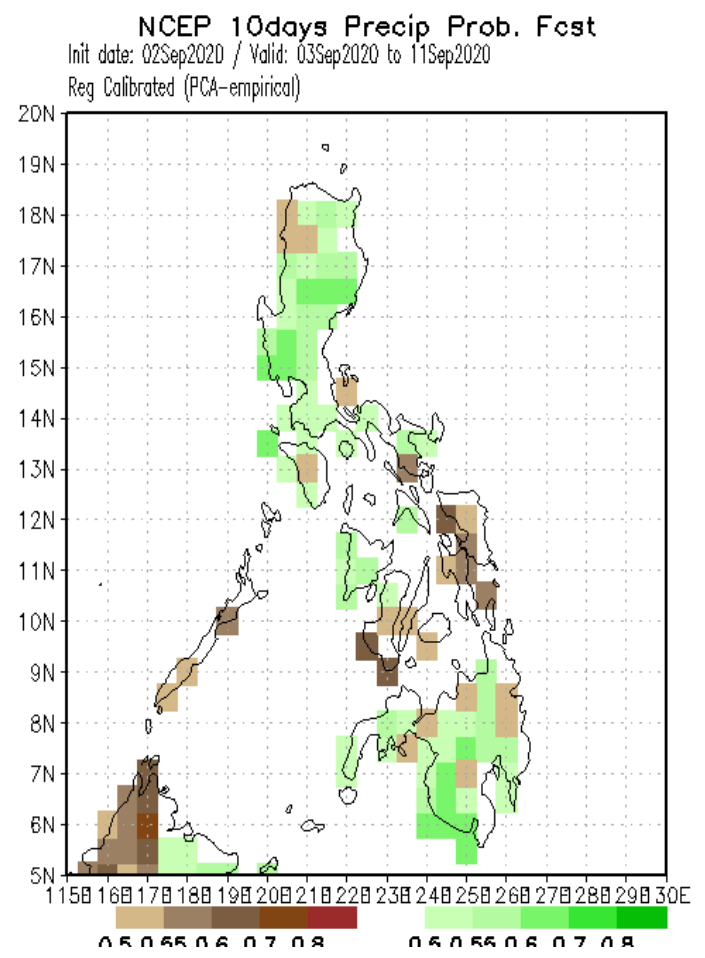 NCEP 10days Precip Prob. Fcst
Init date: 02Sep2020 / Valid: 03Sep2020 to 11Sep2020
Reg Calibrated (PCA-empirical)
20N
19N
18N
17N
16N
15N
14N
13N
12N
11N
10N
9N
8N
7N
6N
5N
115E 116E 117E 118E 119E 120E 121E 122E 123E 124E 125E 126E 127E 128E 129E 130E
0.5 0.55 0.6 0.7 0.8 0.5 0.55 0.6 0.7 0.8